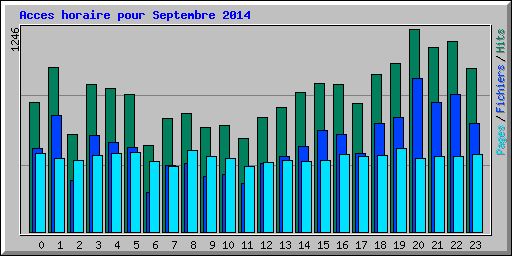 Acces horaire pour Septembre 2014
1246
Pages / Fichiers / Hits
0 1 2 3 4 5 6 7 8 9 10 11 12 13 14 15 16 17 18 19 20 21 22 23